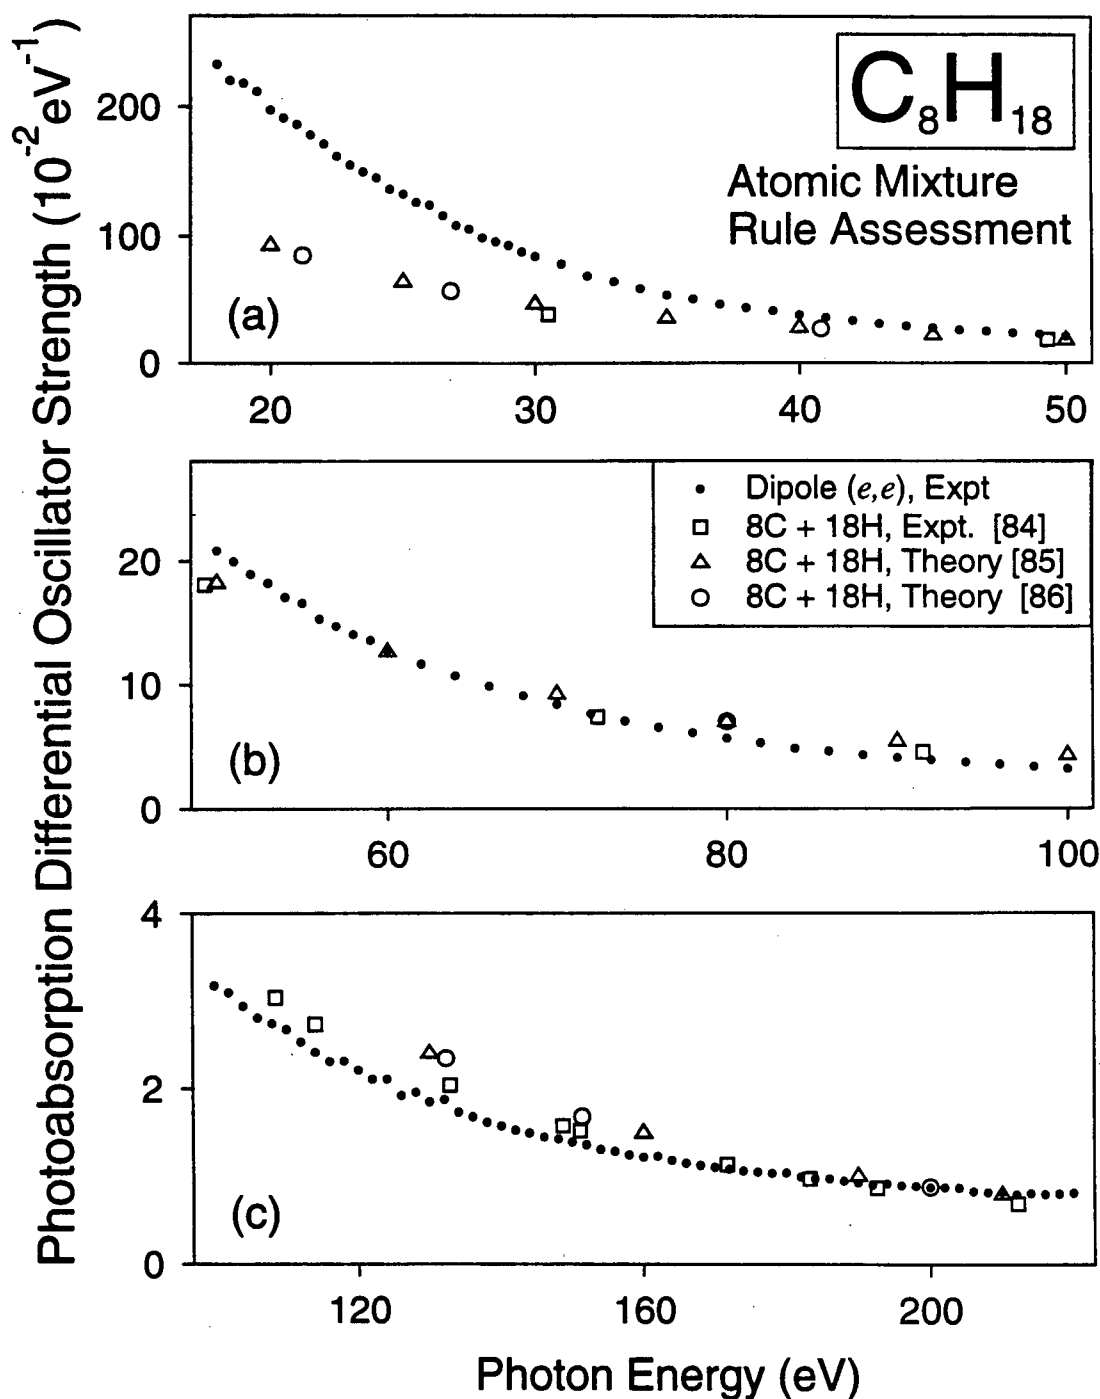 Photoabsorption Differential Oscillator Strength (10⁻² eV⁻¹)
C₈H₁₈
Atomic Mixture
Rule Assessment
200
100
0
(a)
20 30 40 50
Dipole (e,e), Expt
8C + 18H, Expt. [84]
8C + 18H, Theory [85]
8C + 18H, Theory [86]
20
10
0
(b)
60 80 100
4
2
0
(c)
120 160 200
Photon Energy (eV)